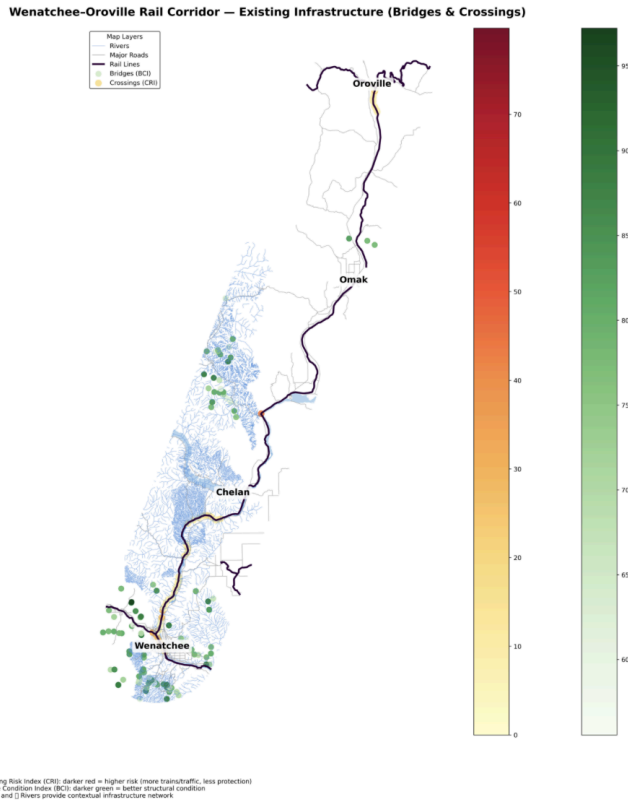 Wenatchee–Oroville Rail Corridor — Existing Infrastructure (Bridges & Crossings)
Map Layers
Rivers
Major Roads
Rail Lines
Bridges (BCI)
Crossings (CRI)
Oroville
Omak
Chelan
Wenatchee
70
60
50
40
30
20
10
0
95
90
85
80
75
70
65
60
ng Risk Index (CRI): darker red = higher risk (more trains/traffic, less protection)
Condition Index (BCI): darker green = better structural condition
and ▯ Rivers provide contextual infrastructure network